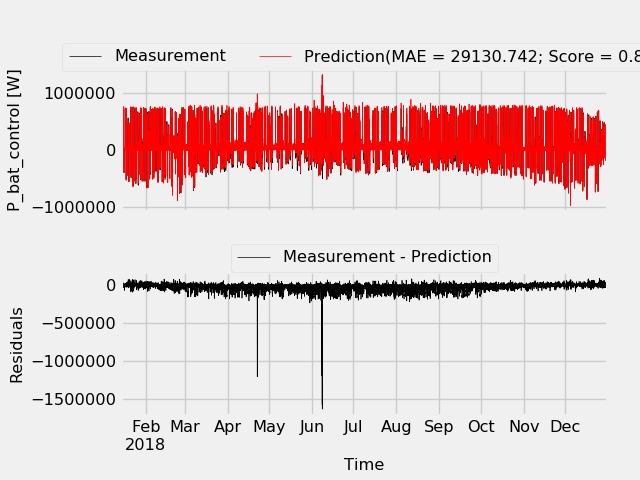 Measurement Prediction(MAE = 29130.742; Score = 0.8
P_bat_control [W]
1000000
0
−1000000
Measurement - Prediction
Residuals
0
−500000
−1000000
−1500000
Feb Mar Apr May Jun Jul Aug Sep Oct Nov Dec
2018
Time